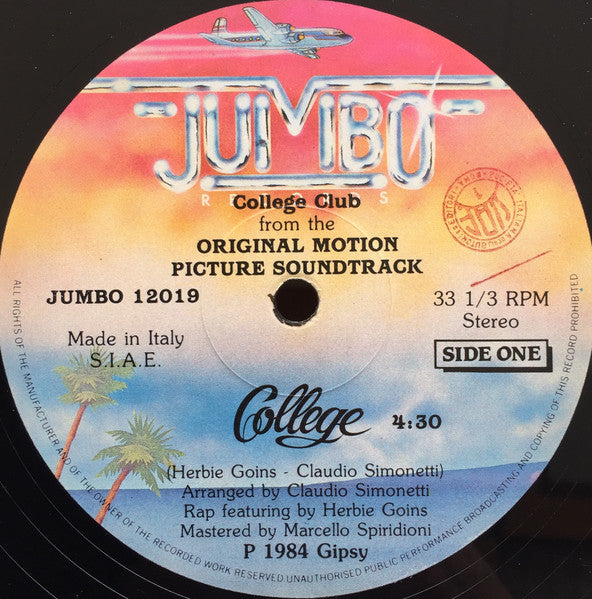 JUMBO
RECORDS
College Club
from the
ORIGINAL MOTION
PICTURE SOUNDTRACK
JUMBO 12019
33 1/3 RPM
Stereo
Made in Italy
S.I.A.E.
SIDE ONE
College 4:30
(Herbie Goins - Claudio Simonetti)
Arranged by Claudio Simonetti
Rap featuring by Herbie Goins
Mastered by Marcello Spiridioni
P 1984 Gipsy
ALL RIGHTS OF THE MANUFACTURER AND OF THE OWNER OF THE RECORDED WORK RESERVED UNAUTHORISED PUBLIC PERFORMANCE BROADCASTING AND COPYING OF THIS RECORD PROHIBITED